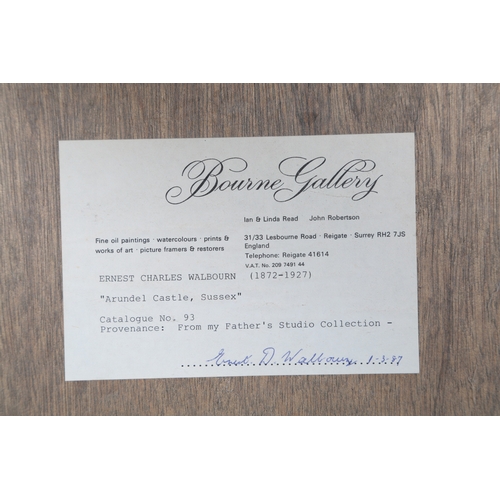 Bourne Gallery
Ian & Linda Read John Robertson
Fine oil paintings · watercolours · prints &
works of art · picture framers & restorers
31/33 Lesbourne Road · Reigate · Surrey RH2 7JS
England
Telephone: Reigate 41614
V.A.T. No. 209 7491 44
ERNEST CHARLES WALBOURN (1872-1927)
"Arundel Castle, Sussex"
Catalogue No. 93
Provenance: From my Father's Studio Collection -
D. Walbourn